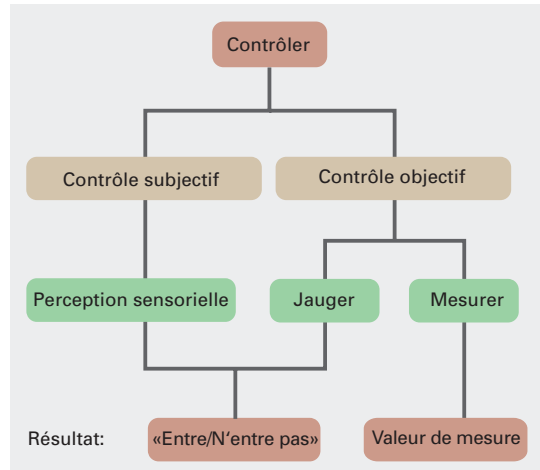 Contrôler
Contrôle subjectif
Contrôle objectif
Perception sensorielle
Jauger
Mesurer
Résultat:
«Entre/N‘entre pas»
Valeur de mesure